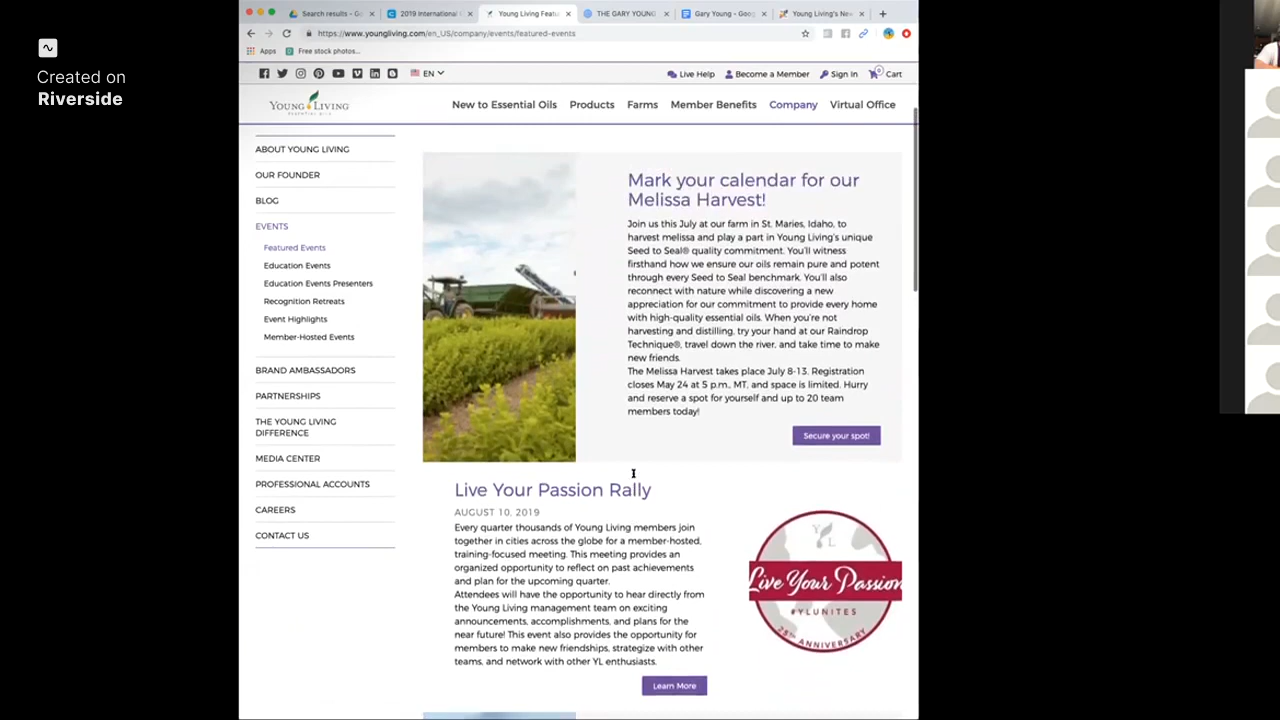 Created on
Riverside
Search results - Go
2019 International
Young Living Featu
THE GARY YOUNG
Gary Young - Goog
Young Living's New
https://www.youngliving.com/en_US/company/events/featured-events
Apps
Free stock photos...
EN
Live Help
Become a Member
Sign In
0
Cart
YOUNG LIVING
ESSENTIAL OILS
New to Essential Oils
Products
Farms
Member Benefits
Company
Virtual Office
ABOUT YOUNG LIVING
OUR FOUNDER
BLOG
EVENTS
Featured Events
Education Events
Education Events Presenters
Recognition Retreats
Event Highlights
Member-Hosted Events
BRAND AMBASSADORS
PARTNERSHIPS
THE YOUNG LIVING
DIFFERENCE
MEDIA CENTER
PROFESSIONAL ACCOUNTS
CAREERS
CONTACT US
Mark your calendar for our
Melissa Harvest!
Join us this July at our farm in St. Maries, Idaho, to
harvest melissa and play a part in Young Living's unique
Seed to Seal® quality commitment. You'll witness
firsthand how we ensure our oils remain pure and potent
through every Seed to Seal benchmark. You'll also
reconnect with nature while discovering a new
appreciation for our commitment to provide every home
with high-quality essential oils. When you're not
harvesting and distilling, try your hand at our Raindrop
Technique®, travel down the river, and take time to make
new friends.
The Melissa Harvest takes place July 8-13. Registration
closes May 24 at 5 p.m., MT, and space is limited. Hurry
and reserve a spot for yourself and up to 20 team
members today!
Secure your spot!
Live Your Passion Rally
AUGUST 10, 2019
Every quarter thousands of Young Living members join
together in cities across the globe for a member-hosted,
training-focused meeting. This meeting provides an
organized opportunity to reflect on past achievements
and plan for the upcoming quarter.
Attendees will have the opportunity to hear directly from
the Young Living management team on exciting
announcements, accomplishments, and plans for the
near future! This event also provides the opportunity for
members to make new friendships, strategize with other
teams, and network with other YL enthusiasts.
Learn More
Y L
Live Your Passion
#YLUNITES
25th ANNIVERSARY